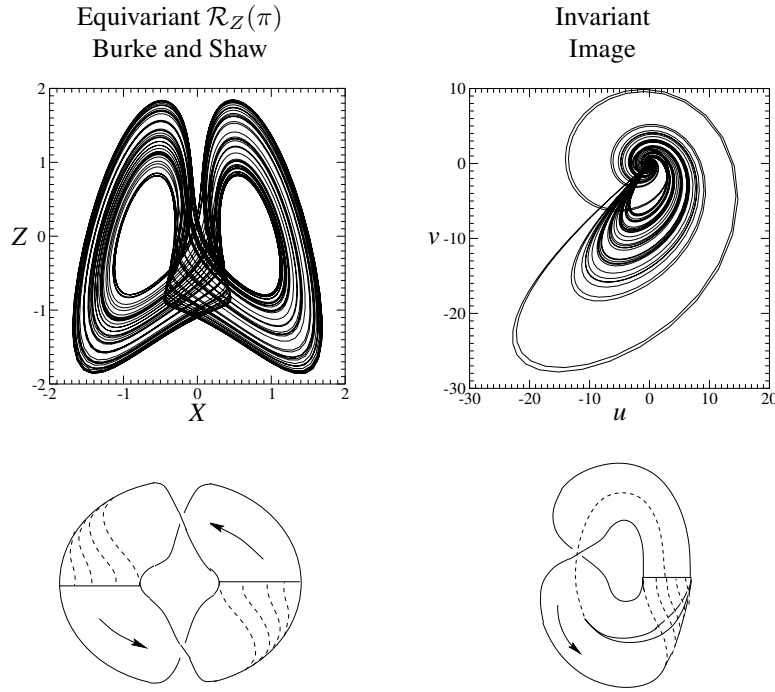 Equivariant R_Z(π)
Burke and Shaw
2
1
Z 0
-1
-2
-2 -1 0 1 2
X
Invariant
Image
10
0
v -10
-20
-30
-30 -20 -10 0 10 20
u